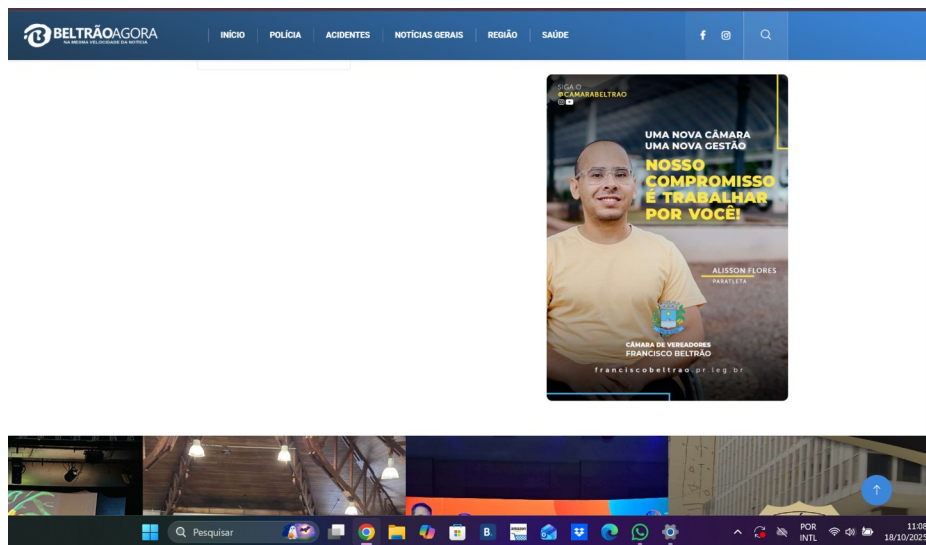 BELTRÃOAGORA
NA MESMA VELOCIDADE DA NOTÍCIA
INÍCIO POLÍCIA ACIDENTES NOTÍCIAS GERAIS REGIÃO SAÚDE
SIGA O
@CAMARABELTRAO
UMA NOVA CÂMARA
UMA NOVA GESTÃO
NOSSO
COMPROMISSO
É TRABALHAR
POR VOCÊ!
ALISSON FLORES
PARATLETA
CÂMARA DE VEREADORES
FRANCISCO BELTRÃO
franciscobeltrao.pr.leg.br
Pesquisar
POR
INTL
11:08
18/10/2025